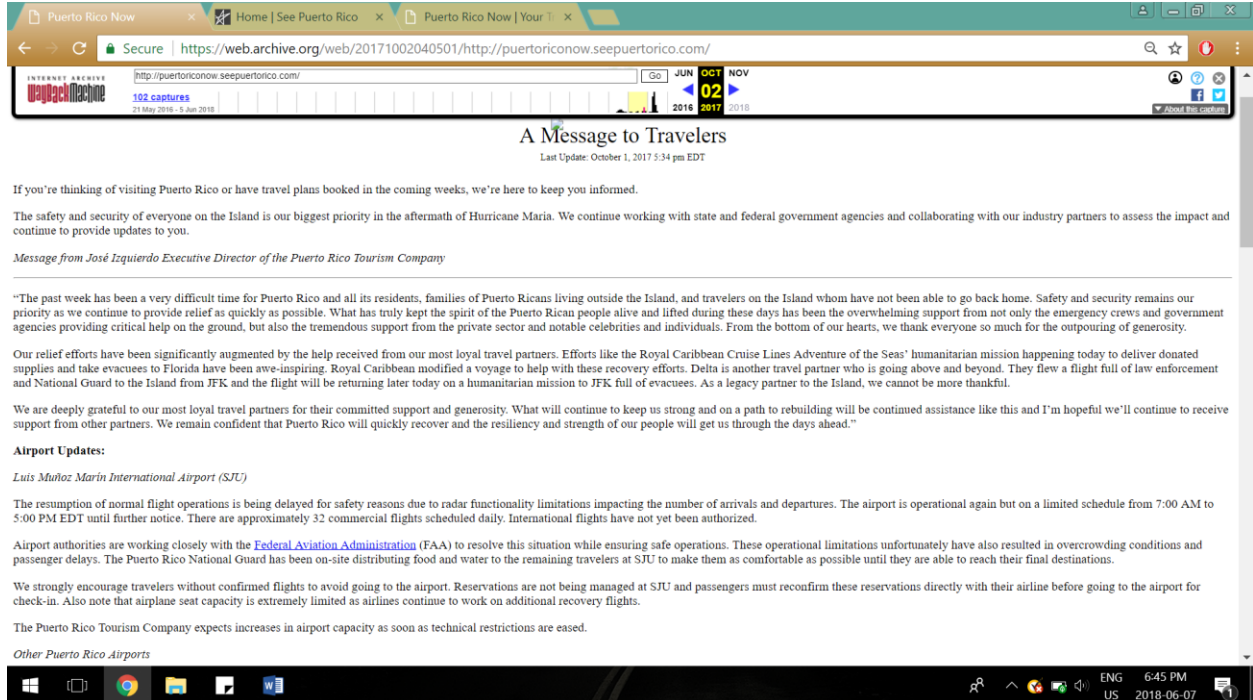 Puerto Rico Now
Home | See Puerto Rico
Puerto Rico Now | Your T
Secure https://web.archive.org/web/20171002040501/http://puertoriconow.seepuertorico.com/
INTERNET ARCHIVE
WayBackMachine
http://puertoriconow.seepuertorico.com/
Go
JUN OCT NOV
102 captures
02
21 May 2016 - 5 Jun 2018
2016 2017 2018
About this capture
A Message to Travelers
Last Update: October 1, 2017 5:34 pm EDT
If you're thinking of visiting Puerto Rico or have travel plans booked in the coming weeks, we're here to keep you informed.
The safety and security of everyone on the Island is our biggest priority in the aftermath of Hurricane Maria. We continue working with state and federal government agencies and collaborating with our industry partners to assess the impact and
continue to provide updates to you.
Message from José Izquierdo Executive Director of the Puerto Rico Tourism Company
“The past week has been a very difficult time for Puerto Rico and all its residents, families of Puerto Ricans living outside the Island, and travelers on the Island whom have not been able to go back home. Safety and security remains our
priority as we continue to provide relief as quickly as possible. What has truly kept the spirit of the Puerto Rican people alive and lifted during these days has been the overwhelming support from not only the emergency crews and government
agencies providing critical help on the ground, but also the tremendous support from the private sector and notable celebrities and individuals. From the bottom of our hearts, we thank everyone so much for the outpouring of generosity.
Our relief efforts have been significantly augmented by the help received from our most loyal travel partners. Efforts like the Royal Caribbean Cruise Lines Adventure of the Seas’ humanitarian mission happening today to deliver donated
supplies and take evacuees to Florida have been awe-inspiring. Royal Caribbean modified a voyage to help with these recovery efforts. Delta is another travel partner who is going above and beyond. They flew a flight full of law enforcement
and National Guard to the Island from JFK and the flight will be returning later today on a humanitarian mission to JFK full of evacuees. As a legacy partner to the Island, we cannot be more thankful.
We are deeply grateful to our most loyal travel partners for their committed support and generosity. What will continue to keep us strong and on a path to rebuilding will be continued assistance like this and I’m hopeful we’ll continue to receive
support from other partners. We remain confident that Puerto Rico will quickly recover and the resiliency and strength of our people will get us through the days ahead.”
Airport Updates:
Luis Muñoz Marín International Airport (SJU)
The resumption of normal flight operations is being delayed for safety reasons due to radar functionality limitations impacting the number of arrivals and departures. The airport is operational again but on a limited schedule from 7:00 AM to
5:00 PM EDT until further notice. There are approximately 32 commercial flights scheduled daily. International flights have not yet been authorized.
Airport authorities are working closely with the Federal Aviation Administration (FAA) to resolve this situation while ensuring safe operations. These operational limitations unfortunately have also resulted in overcrowding conditions and
passenger delays. The Puerto Rico National Guard has been on-site distributing food and water to the remaining travelers at SJU to make them as comfortable as possible until they are able to reach their final destinations.
We strongly encourage travelers without confirmed flights to avoid going to the airport. Reservations are not being managed at SJU and passengers must reconfirm these reservations directly with their airline before going to the airport for
check-in. Also note that airplane seat capacity is extremely limited as airlines continue to work on additional recovery flights.
The Puerto Rico Tourism Company expects increases in airport capacity as soon as technical restrictions are eased.
Other Puerto Rico Airports
ENG 6:45 PM
US 2018-06-07
1